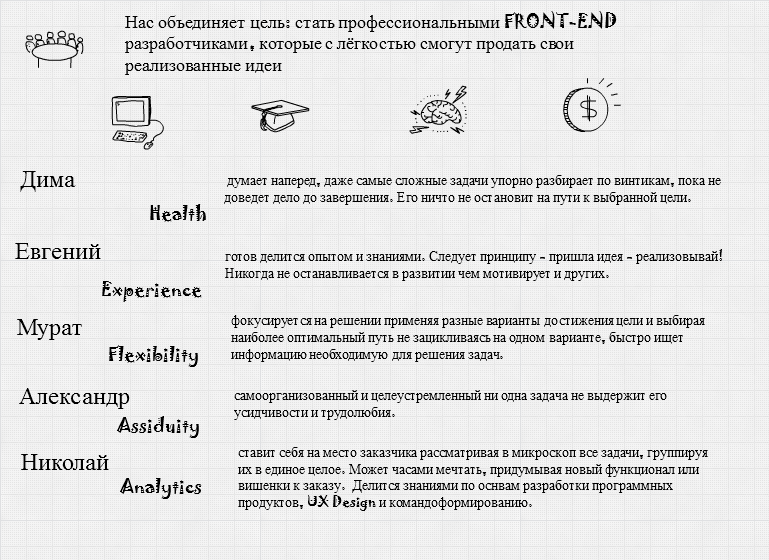 Нас объединяет цель: стать профессиональными FRONT-END
разработчиками, которые с лёгкостью смогут продать свои
реализованные идеи
Дима
думает наперед, даже самые сложные задачи упорно разбирает по винтикам, пока не
доведет дело до завершения. Его ничто не остановит на пути к выбранной цели.
Health
Евгений
готов делится опытом и знаниями. Следует принципу – пришла идея – реализовывай!
Никогда не останавливается в развитии чем мотивирует и других.
Experience
Мурат
фокусируется на решении применяя разные варианты достижения цели и выбирая
наиболее оптимальный путь не зацикливаясь на одном варианте, быстро ищет
информацию необходимую для решения задач.
Flexibility
Александр
самоорганизованный и целеустремленный ни одна задача не выдержит его
усидчивости и трудолюбия.
Assiduity
Николай
ставит себя на место заказчика рассматривая в микроскоп все задачи, группируя
их в единое целое. Может часами мечтать, придумывая новый функционал или
вишенки к заказу. Делится знаниями по основам разработки программных
продуктов, UX Design и командоформированию.
Analytics